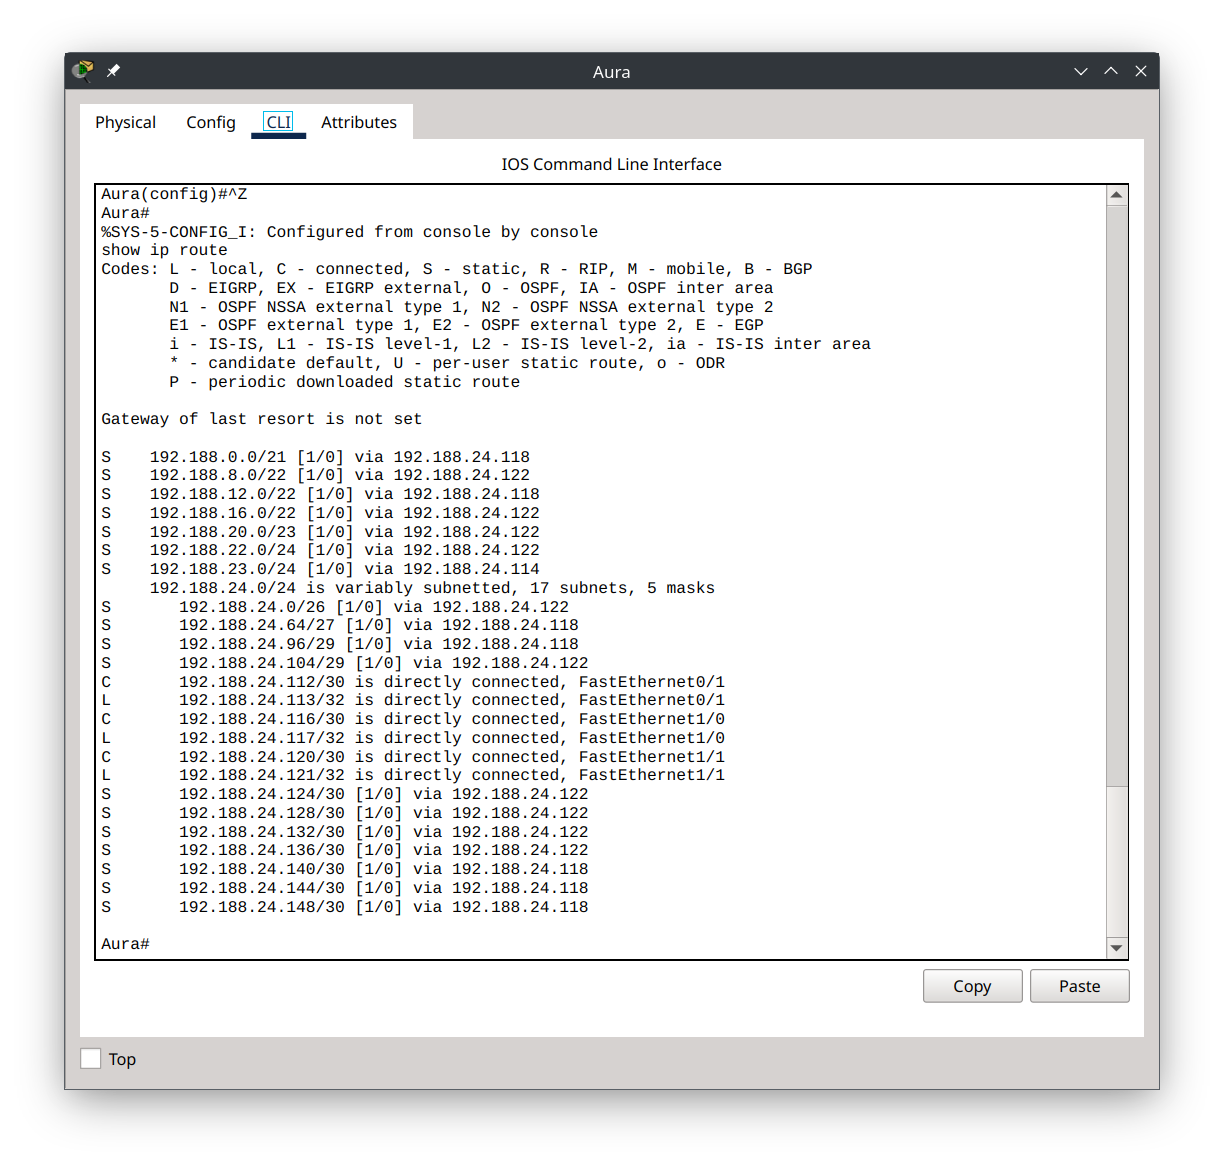 Aura
Physical Config CLI Attributes
IOS Command Line Interface
Aura(config)#^Z
Aura#
%SYS-5-CONFIG_I: Configured from console by console
show ip route
Codes: L - local, C - connected, S - static, R - RIP, M - mobile, B - BGP
       D - EIGRP, EX - EIGRP external, O - OSPF, IA - OSPF inter area
       N1 - OSPF NSSA external type 1, N2 - OSPF NSSA external type 2
       E1 - OSPF external type 1, E2 - OSPF external type 2, E - EGP
       i - IS-IS, L1 - IS-IS level-1, L2 - IS-IS level-2, ia - IS-IS inter area
       * - candidate default, U - per-user static route, o - ODR
       P - periodic downloaded static route
Gateway of last resort is not set
S    192.188.0.0/21 [1/0] via 192.188.24.118
S    192.188.8.0/22 [1/0] via 192.188.24.122
S    192.188.12.0/22 [1/0] via 192.188.24.118
S    192.188.16.0/22 [1/0] via 192.188.24.122
S    192.188.20.0/23 [1/0] via 192.188.24.122
S    192.188.22.0/24 [1/0] via 192.188.24.122
S    192.188.23.0/24 [1/0] via 192.188.24.114
     192.188.24.0/24 is variably subnetted, 17 subnets, 5 masks
S       192.188.24.0/26 [1/0] via 192.188.24.122
S       192.188.24.64/27 [1/0] via 192.188.24.118
S       192.188.24.96/29 [1/0] via 192.188.24.118
S       192.188.24.104/29 [1/0] via 192.188.24.122
C       192.188.24.112/30 is directly connected, FastEthernet0/1
L       192.188.24.113/32 is directly connected, FastEthernet0/1
C       192.188.24.116/30 is directly connected, FastEthernet1/0
L       192.188.24.117/32 is directly connected, FastEthernet1/0
C       192.188.24.120/30 is directly connected, FastEthernet1/1
L       192.188.24.121/32 is directly connected, FastEthernet1/1
S       192.188.24.124/30 [1/0] via 192.188.24.122
S       192.188.24.128/30 [1/0] via 192.188.24.122
S       192.188.24.132/30 [1/0] via 192.188.24.122
S       192.188.24.136/30 [1/0] via 192.188.24.122
S       192.188.24.140/30 [1/0] via 192.188.24.118
S       192.188.24.144/30 [1/0] via 192.188.24.118
S       192.188.24.148/30 [1/0] via 192.188.24.118
Aura#
Copy Paste
Top